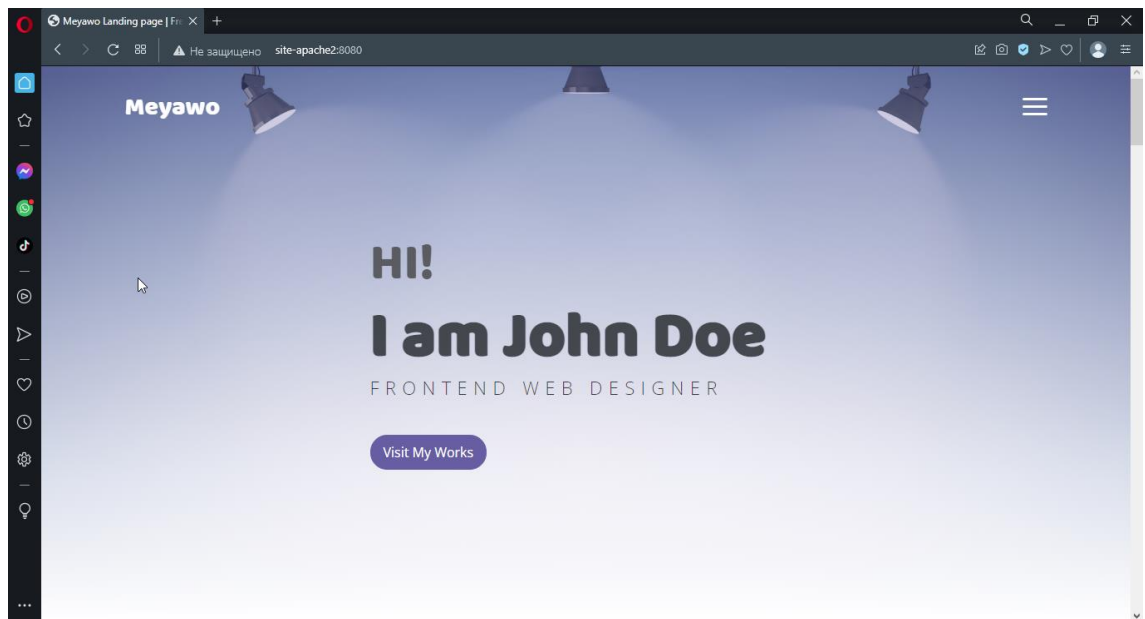 Meyawo Landing page | Fr
Не защищено site-apache2:8080
Meyawo
HI!
I am John Doe
FRONTEND WEB DESIGNER
Visit My Works